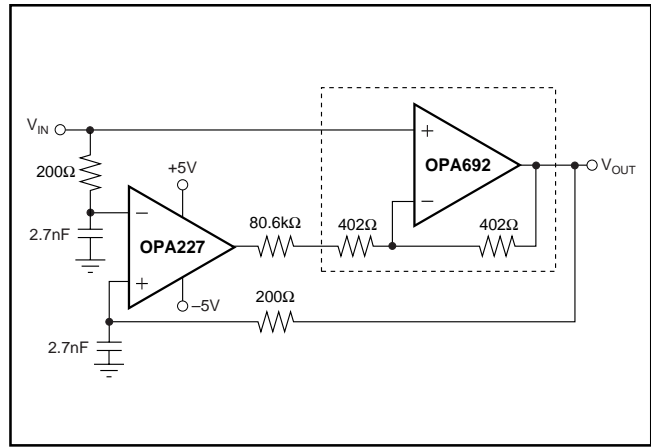 V_IN
200Ω
2.7nF
+5V
−
OPA227
+
–5V
80.6kΩ
402Ω
402Ω
+
OPA692
−
V_OUT
200Ω
2.7nF